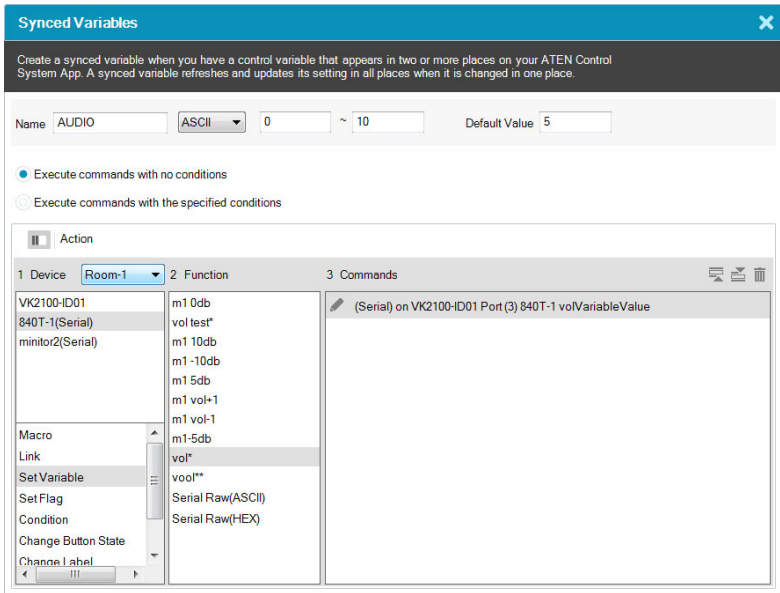 Synced Variables
Create a synced variable when you have a control variable that appears in two or more places on your ATEN Control
System App. A synced variable refreshes and updates its setting in all places when it is changed in one place.
Name AUDIO ASCII 0 ~ 10 Default Value 5
Execute commands with no conditions
Execute commands with the specified conditions
Action
1 Device Room-1 2 Function 3 Commands
VK2100-ID01
840T-1(Serial)
minitor2(Serial)
Macro
Link
Set Variable
Set Flag
Condition
Change Button State
Change Label
m1 0db
vol test*
m1 10db
m1 -10db
m1 5db
m1 vol+1
m1 vol-1
m1-5db
vol*
vool**
Serial Raw(ASCII)
Serial Raw(HEX)
(Serial) on VK2100-ID01 Port (3) 840T-1 volVariableValue